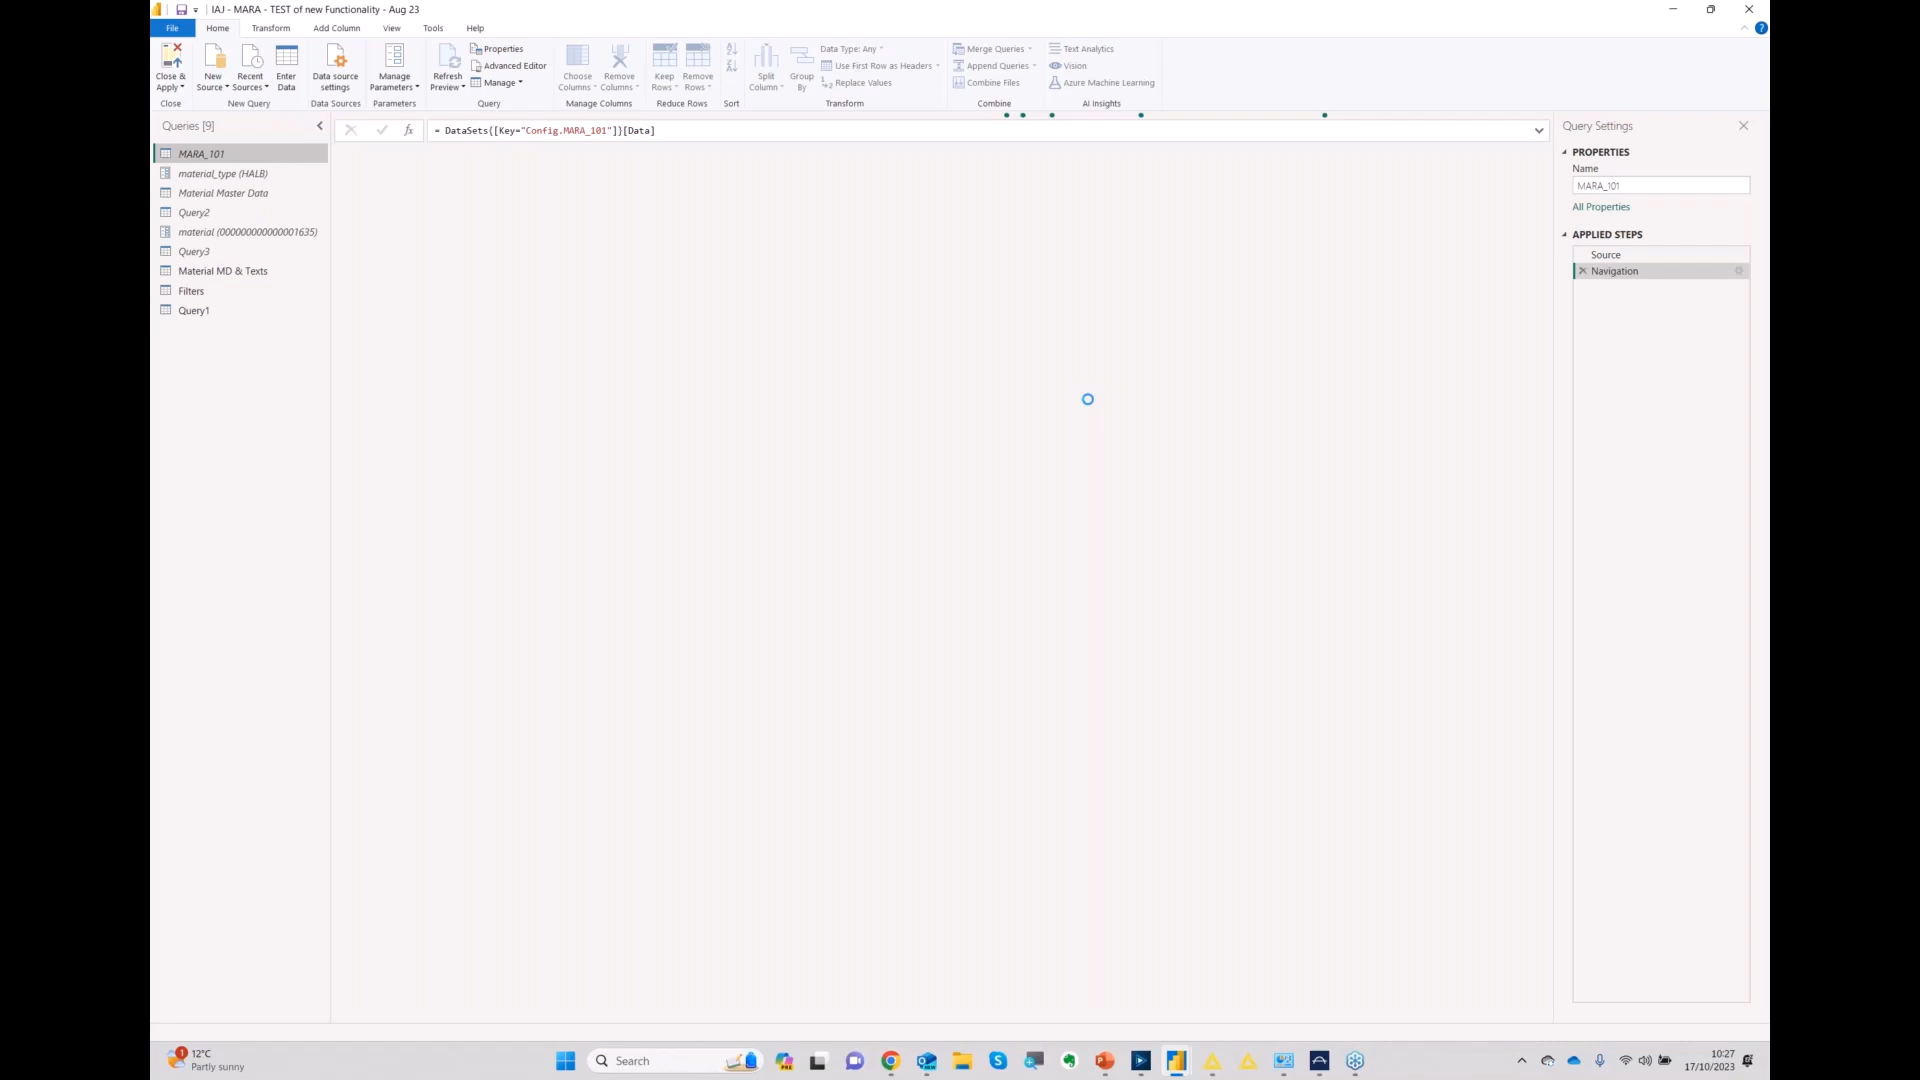 IAJ - MARA - TEST of new Functionality - Aug 23
File Home Transform Add Column View Tools Help
Close & Apply
New Source
Recent Sources
Enter Data
Data source settings
Manage Parameters
Refresh Preview
Properties
Advanced Editor
Manage
Choose Columns
Remove Columns
Keep Rows
Remove Rows
Split Column
Group By
Data Type: Any
Use First Row as Headers
Replace Values
Merge Queries
Append Queries
Combine Files
Text Analytics
Vision
Azure Machine Learning
Close New Query Data Sources Parameters Query Manage Columns Reduce Rows Sort Transform Combine AI Insights
Queries [9]
= DataSets{[Key="Config.MARA_101"]}[Data]
MARA_101
material_type (HALB)
Material Master Data
Query2
material (000000000000001635)
Query3
Material MD & Texts
Filters
Query1
Query Settings
PROPERTIES
Name
MARA_101
All Properties
APPLIED STEPS
Source
Navigation
1
12°C
Partly sunny
Search
PRE
NEW
10:27
17/10/2023